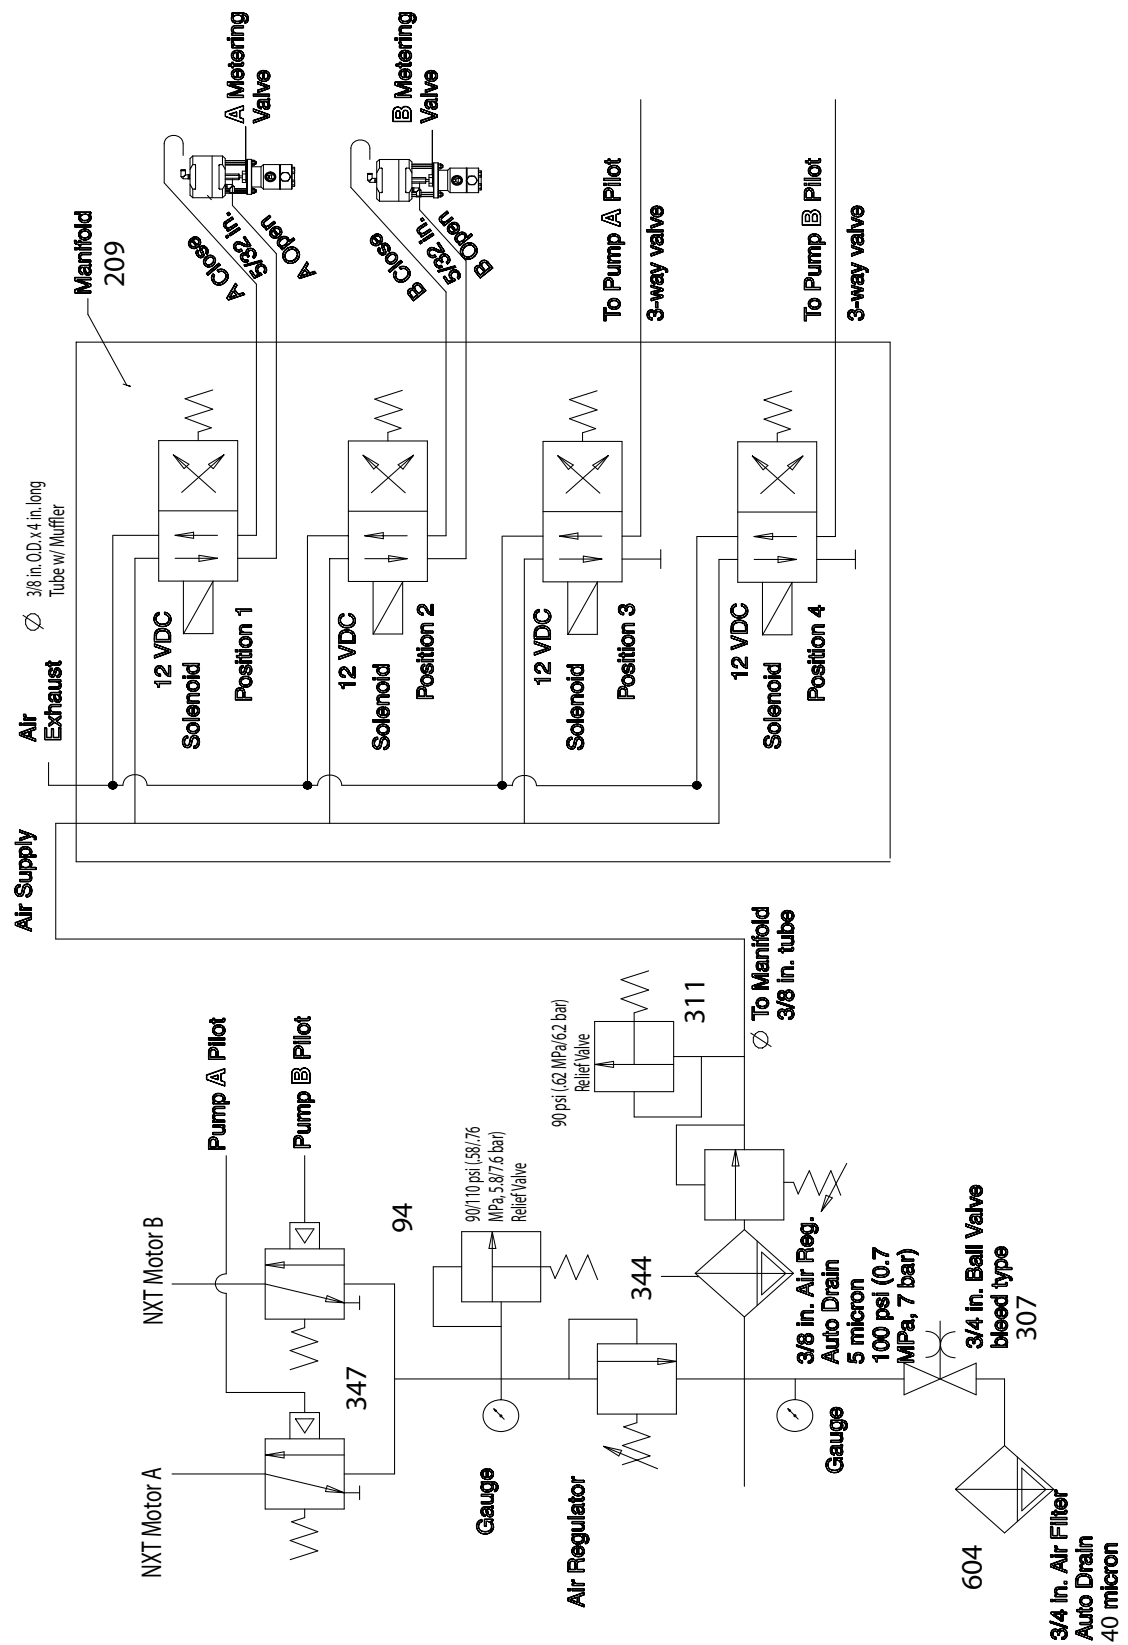 Air Supply
Air
Exhaust
Ø 3/8 in. O.D. x 4 in. long
Tube w/ Muffler
Manifold
209
A Metering
Valve
A Close
5/32 in.
A Open
12 VDC
Solenoid
Position 1
B Metering
Valve
B Close
5/32 in.
B Open
12 VDC
Solenoid
Position 2
To Pump A Pilot
3-way valve
12 VDC
Solenoid
Position 3
To Pump B Pilot
3-way valve
12 VDC
Solenoid
Position 4
NXT Motor A
NXT Motor B
Pump A Pilot
Pump B Pilot
347
94
90/110 psi (.58/.76
MPa, 5.8/7.6 bar)
Relief Valve
Gauge
90 psi (.62 MPa/6.2 bar)
Relief Valve
311
Air Regulator
344
Ø To Manifold
3/8 in. tube
3/8 in. Air Reg.
Auto Drain
5 micron
100 psi (0.7
MPa, 7 bar)
Gauge
3/4 in. Ball Valve
bleed type
307
604
3/4 in. Air Filter
Auto Drain
40 micron